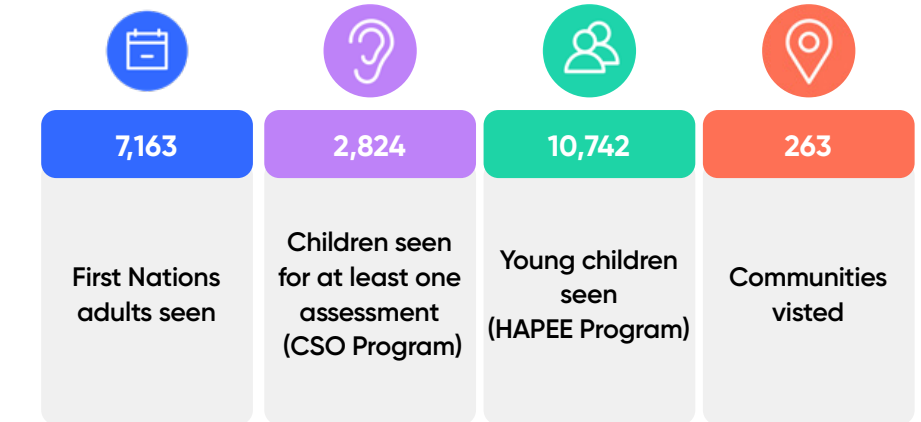 7,163
First Nations
adults seen
2,824
Children seen
for at least one
assessment
(CSO Program)
10,742
Young children
seen
(HAPEE Program)
263
Communities
visted